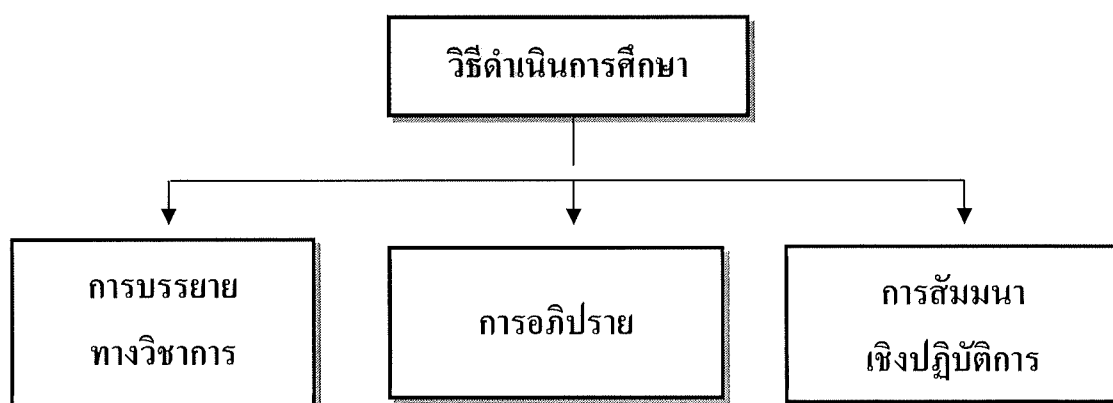 วิธีดำเนินการศึกษา
การบรรยาย
ทางวิชาการ
การอภิปราย
การสัมมนา
เชิงปฏิบัติการ